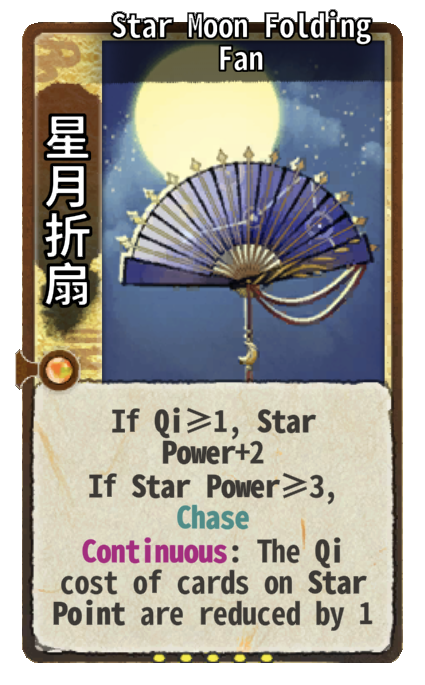 Star Moon Folding
Fan
星月折扇
If Qi≥1, Star
Power+2
If Star Power≥3,
Chase
Continuous: The Qi
cost of cards on Star
Point are reduced by 1